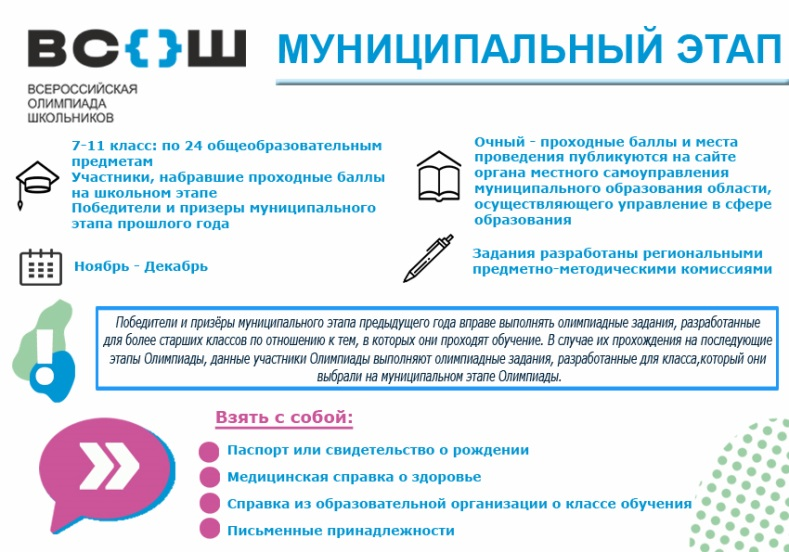 ВС{}Ш
ВСЕРОССИЙСКАЯ
ОЛИМПИАДА
ШКОЛЬНИКОВ
МУНИЦИПАЛЬНЫЙ ЭТАП
7-11 класс: по 24 общеобразовательным
предметам
Участники, набравшие проходные баллы
на школьном этапе
Победители и призеры муниципального
этапа прошлого года
Очный - проходные баллы и места
проведения публикуются на сайте
органа местного самоуправления
муниципального образования области,
осуществляющего управление в сфере
образования
Ноябрь - Декабрь
Задания разработаны региональными
предметно-методическими комиссиями
Победители и призёры муниципального этапа предыдущего года вправе выполнять олимпиадные задания, разработанные
для более старших классов по отношению к тем, в которых они проходят обучение. В случае их прохождения на последующие
этапы Олимпиады, данные участники Олимпиады выполняют олимпиадные задания, разработанные для класса,который они
выбрали на муниципальном этапе Олимпиады.
Взять с собой:
Паспорт или свидетельство о рождении
Медицинская справка о здоровье
Справка из образовательной организации о классе обучения
Письменные принадлежности